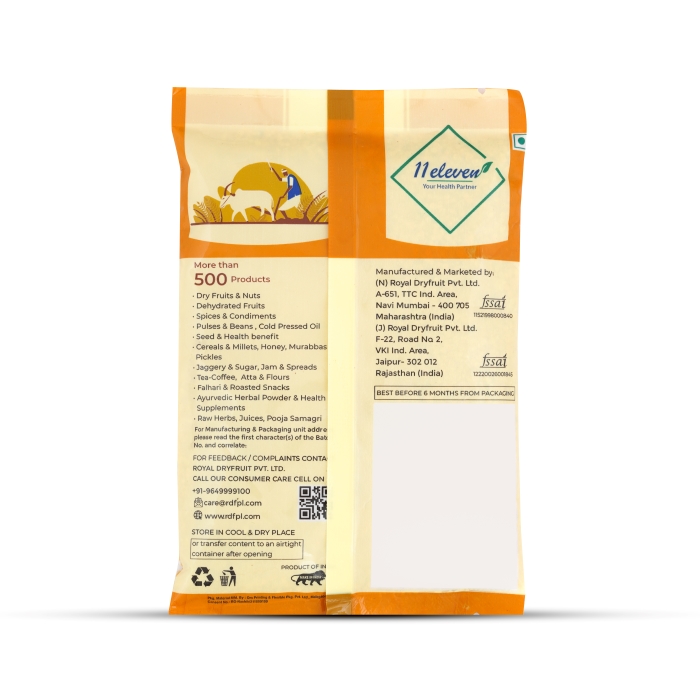 11 eleven
Your Health Partner
More than
500 Products
· Dry Fruits & Nuts
· Dehydrated Fruits
· Spices & Condiments
· Pulses & Beans , Cold Pressed Oil
· Seed & Health benefit
· Cereals & Millets, Honey, Murabbas
Pickles
· Jaggery & Sugar, Jam & Spreads
· Tea-Coffee, Atta & Flours
· Falhari & Roasted Snacks
· Ayurvedic Herbal Powder & Health
Supplements
· Raw Herbs, Juices, Pooja Samagri
For Manufacturing & Packaging unit addre
please read the first character(s) of the Bat
No. and correlate:
FOR FEEDBACK / COMPLAINTS CONTA
ROYAL DRYFRUIT PVT. LTD.
CALL OUR CONSUMER CARE CELL ON
+91-9649999100
care@rdfpl.com
www.rdfpl.com
STORE IN COOL & DRY PLACE
or transfer content to an airtight
container after opening
PRODUCT OF IN
MAKE IN INDIA
Manufactured & Marketed by:
(N) Royal Dryfruit Pvt. Ltd.
A-651, TTC Ind. Area,
Navi Mumbai - 400 705
Maharashtra (India)
fssai
11521998000840
(J) Royal Dryfruit Pvt. Ltd.
F-22, Road No. 2,
VKI Ind. Area,
Jaipur- 302 012
Rajasthan (India)
fssai
BEST BEFORE 6 MONTHS FROM PACKAGING